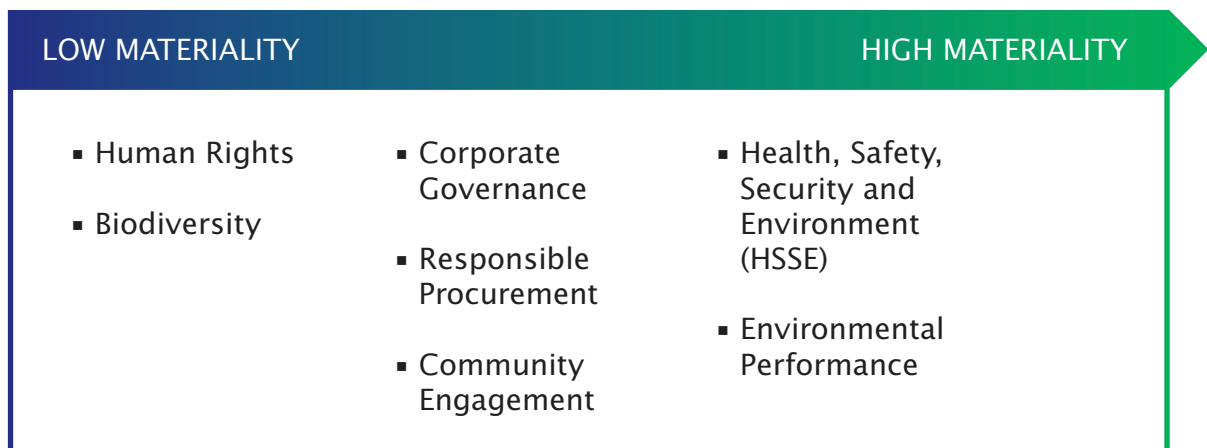 LOW MATERIALITY
HIGH MATERIALITY
▪ Human Rights
▪ Biodiversity
▪ Corporate
Governance
▪ Responsible
Procurement
▪ Community
Engagement
▪ Health, Safety,
Security and
Environment
(HSSE)
▪ Environmental
Performance